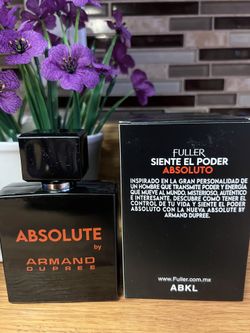 ABSOLUTE
by
ARMAND
DUPREÉ
FULLER
SIENTE EL PODER
ABSOLUTO
INSPIRADO EN LA GRAN PERSONALIDAD DE
UN HOMBRE QUE TRANSMITE PODER Y ENERGÍA
QUE MUEVE AL MUNDO, MISTERIOSO, AUTÉNTICO
E INTERESANTE, DESCUBRE COMO TENER EL
CONTROL DE TU VIDA Y SIENTE EL PODER
ABSOLUTO CON LA NUEVA ABSOLUTE BY
ARMAND DUPREE.
www.Fuller.com.mx
ABKL